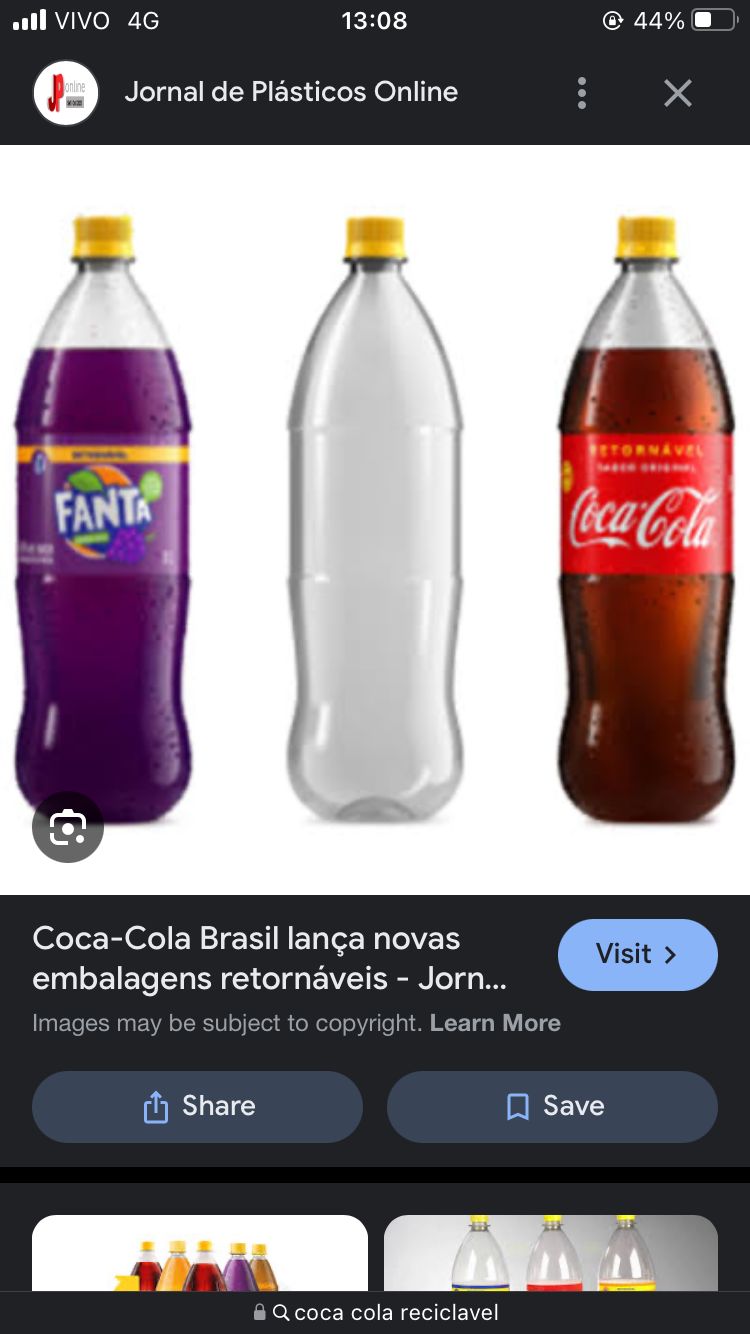 VIVO 4G 13:08 44%
JP online
Jornal de Plásticos Online
FANTA
RETORNÁVEL
SABOR ORIGINAL
Coca-Cola
Coca-Cola Brasil lança novas
embalagens retornáveis - Jorn...
Visit >
Images may be subject to copyright. Learn More
Share
Save
coca cola reciclavel